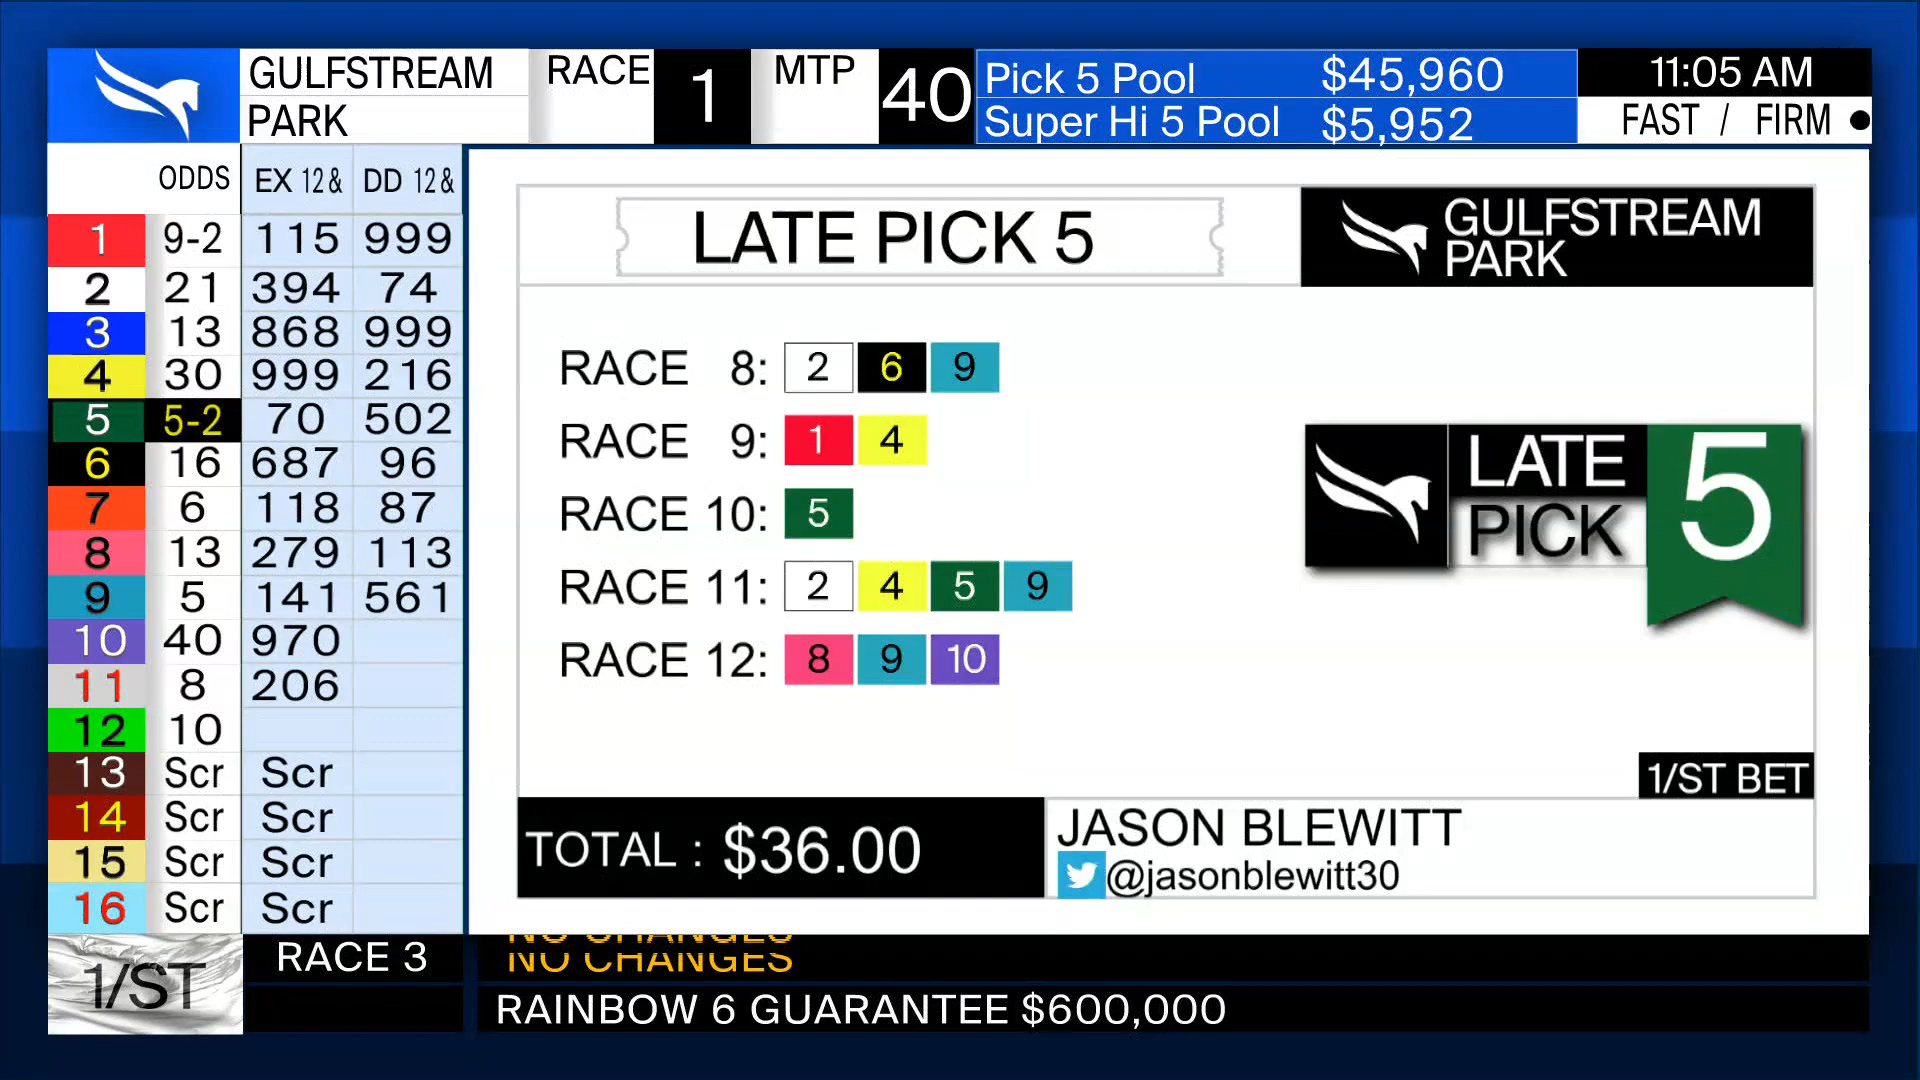 GULFSTREAM PARK RACE 1 MTP 40
Pick 5 Pool $45,960
Super Hi 5 Pool $5,952
11:05 AM
FAST / FIRM
ODDS EX 12& DD 12&
1 9-2 115 999
2 21 394 74
3 13 868 999
4 30 999 216
5 5-2 70 502
6 16 687 96
7 6 118 87
8 13 279 113
9 5 141 561
10 40 970
11 8 206
12 10
13 Scr Scr
14 Scr Scr
15 Scr Scr
16 Scr Scr
LATE PICK 5
GULFSTREAM
PARK
RACE 8: 2 6 9
RACE 9: 1 4
RACE 10: 5
RACE 11: 2 4 5 9
RACE 12: 8 9 10
LATE
PICK
5
1/ST BET
TOTAL : $36.00
JASON BLEWITT
@jasonblewitt30
1/ST
RACE 3
NO CHANGES
NO CHANGES
RAINBOW 6 GUARANTEE $600,000